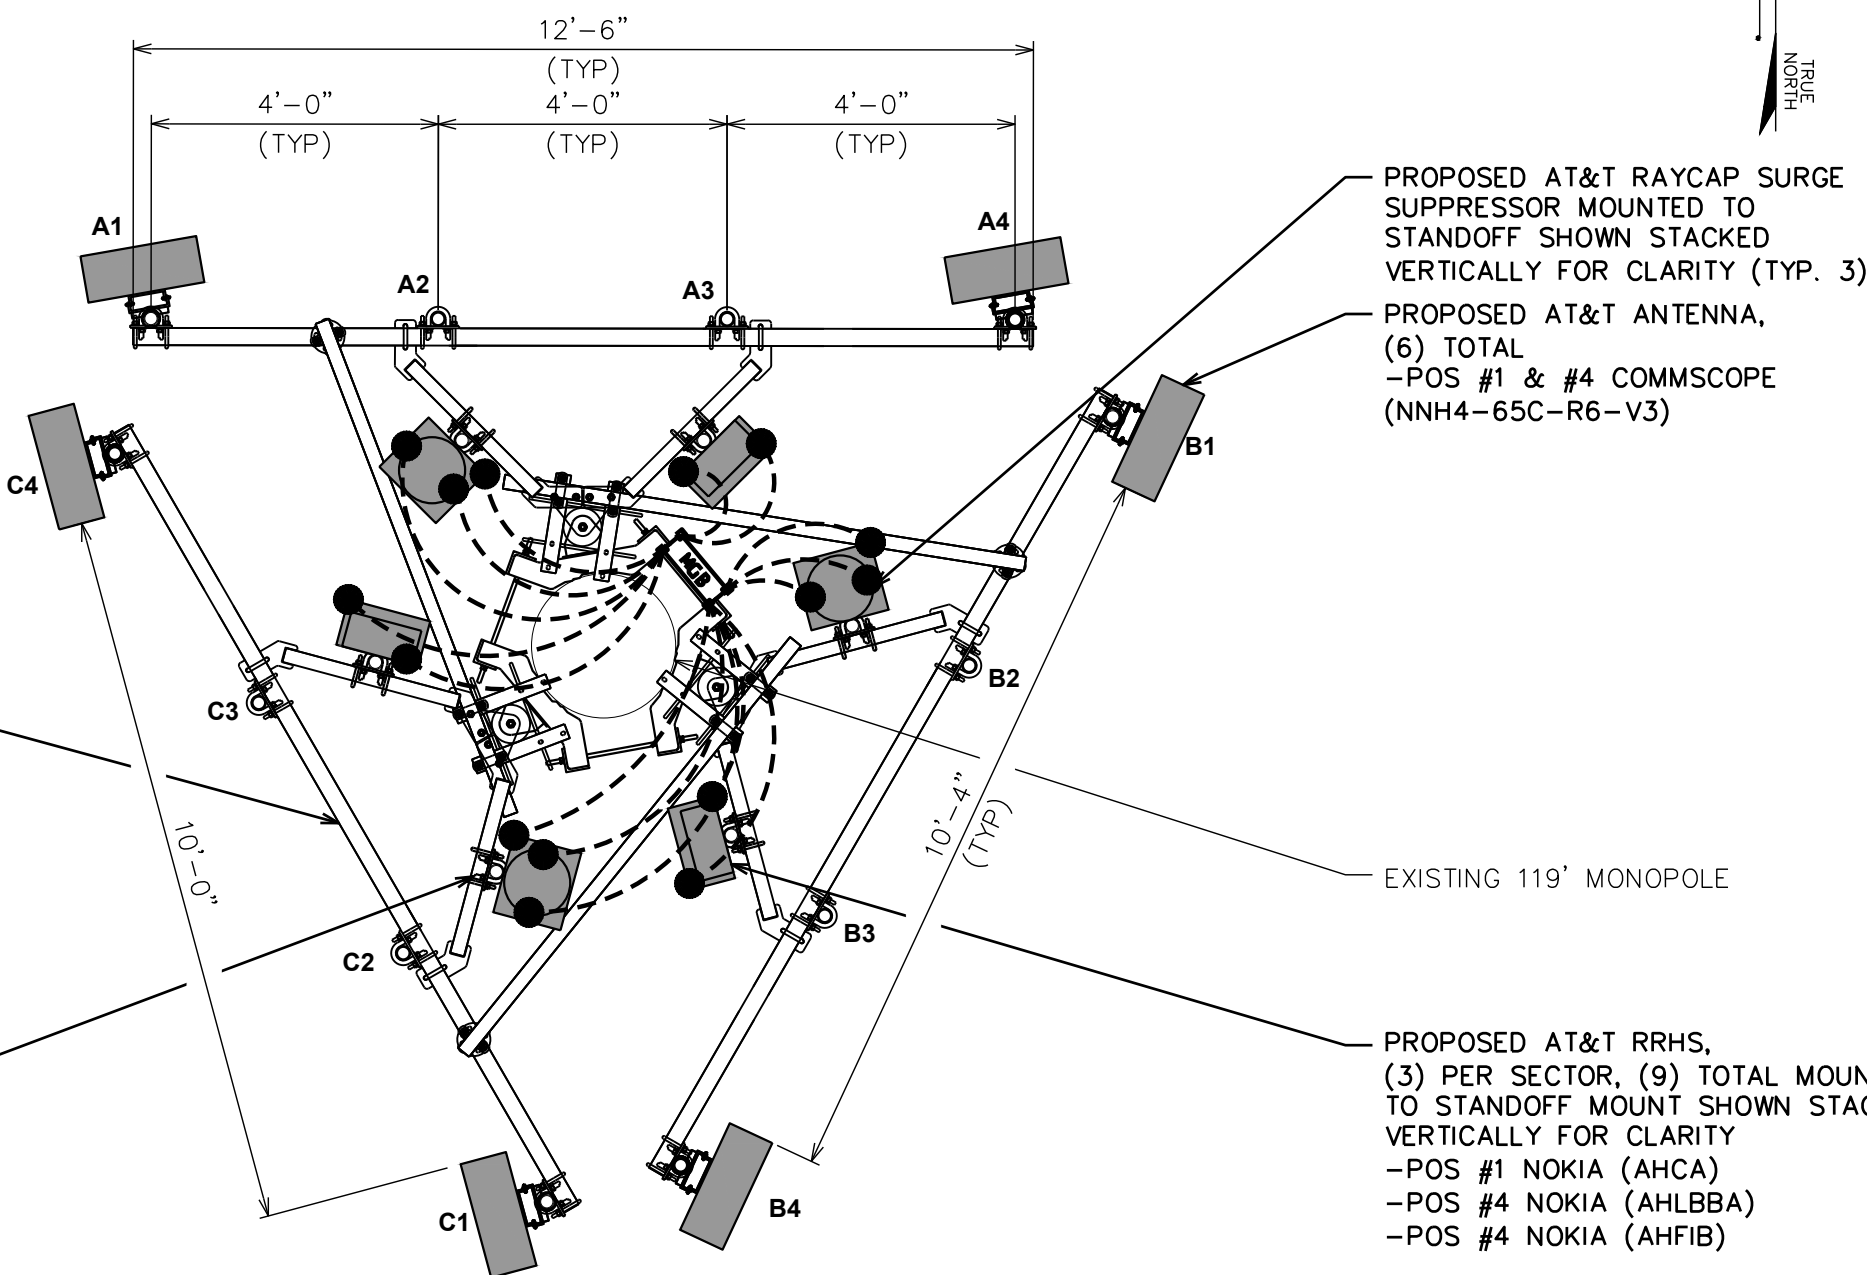 12'-6"
(TYP)
4'-0"
(TYP)
4'-0"
(TYP)
4'-0"
(TYP)
TRUE
NORTH
A1
A2
A3
A4
PROPOSED AT&T RAYCAP SURGE
SUPPRESSOR MOUNTED TO
STANDOFF SHOWN STACKED
VERTICALLY FOR CLARITY (TYP. 3)
PROPOSED AT&T ANTENNA,
(6) TOTAL
-POS #1 & #4 COMMSCOPE
(NNH4-65C-R6-V3)
B1
C4
MGB
B2
C3
10'-4"
(TYP)
10'-0"
EXISTING 119' MONOPOLE
B3
C2
PROPOSED AT&T RRHS,
(3) PER SECTOR, (9) TOTAL MOUN
TO STANDOFF MOUNT SHOWN STAC
VERTICALLY FOR CLARITY
-POS #1 NOKIA (AHCA)
-POS #4 NOKIA (AHLBBA)
-POS #4 NOKIA (AHFIB)
C1
B4